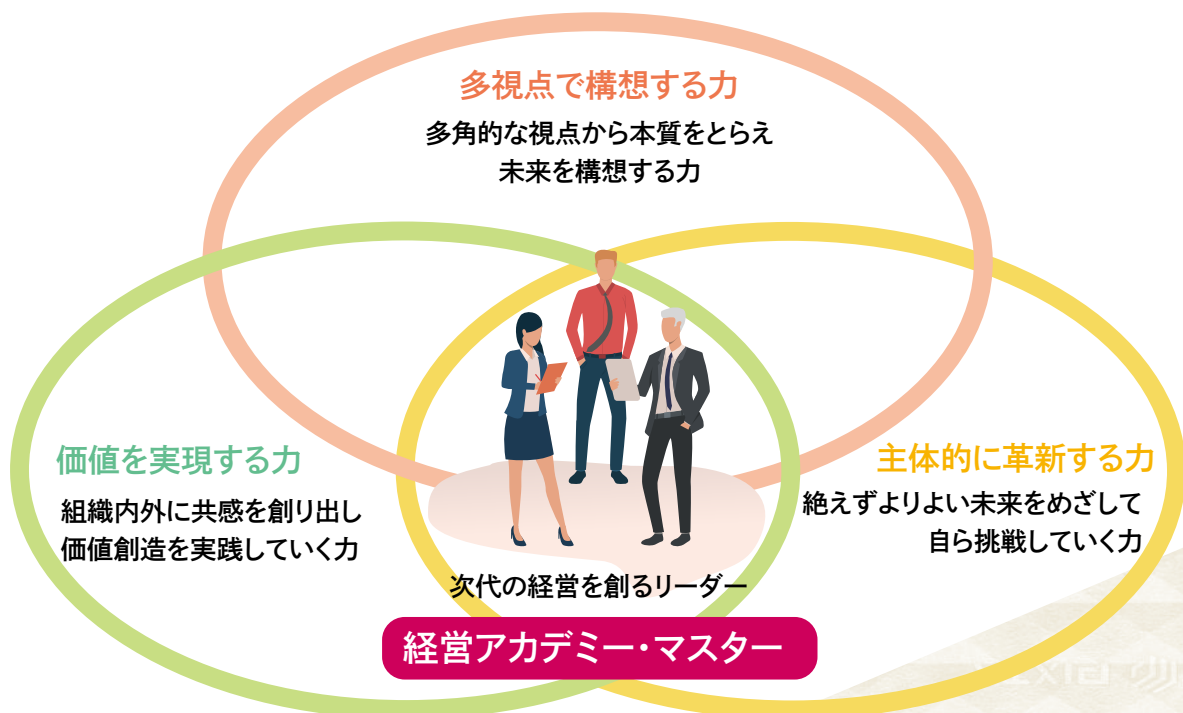 多視点で構想する力
多角的な視点から本質をとらえ
未来を構想する力
価値を実現する力
組織内外に共感を創り出し
価値創造を実践していく力
主体的に革新する力
絶えずよりよい未来をめざして
自ら挑戦していく力
次代の経営を創るリーダー
経営アカデミー・マスター